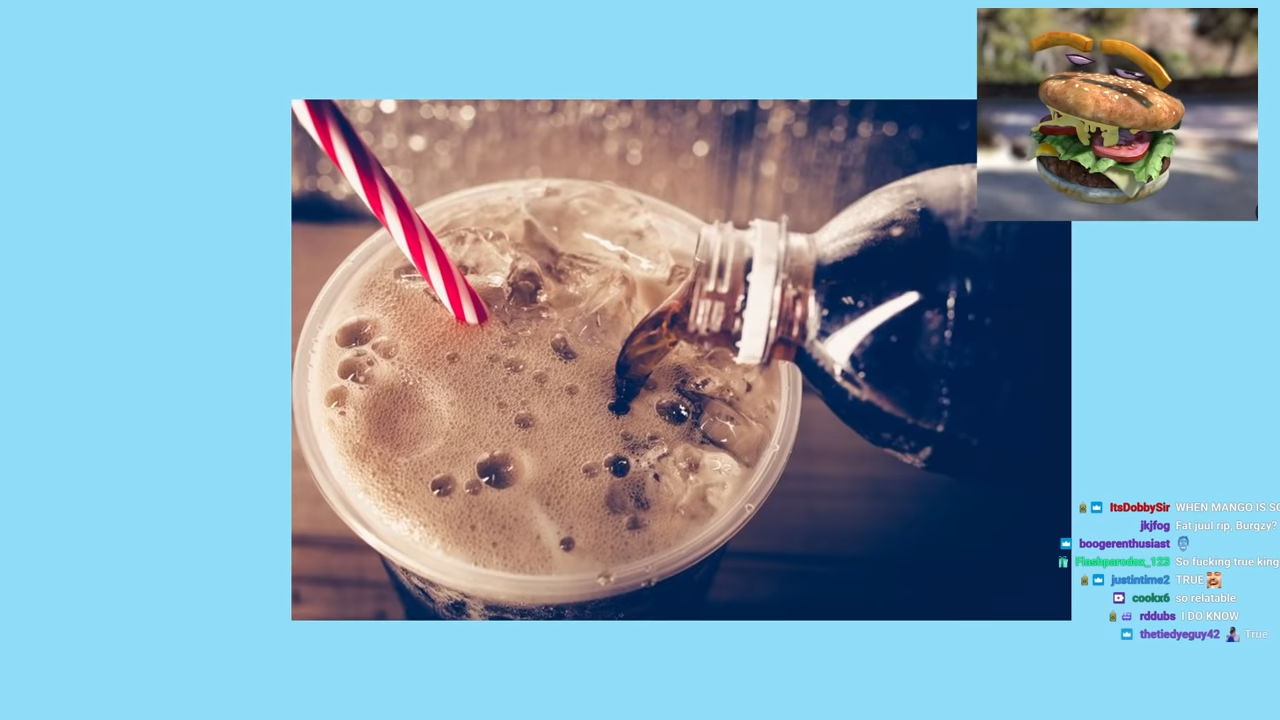 ItsDobbySir WHEN MANGO IS SO
jkjfog Fat juul rip, Burgzy?
boogerenthusiast
Flashparadox_123 So fucking true king
justintime2 TRUE
cookx6 so relatable
rddubs I DO KNOW
thetiedyeguy42 True